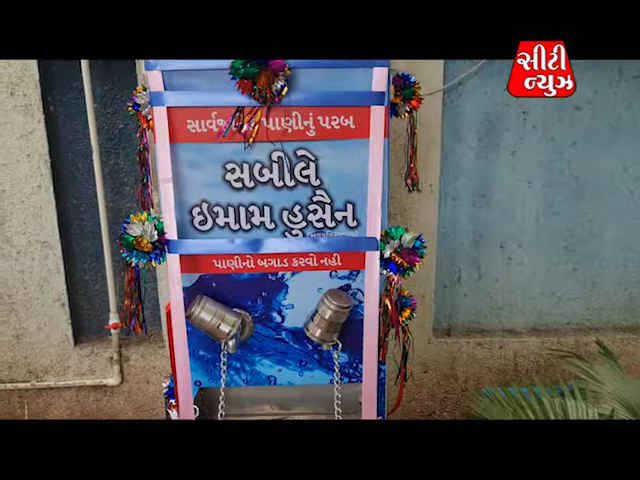 સીટી
ન્યુઝ
પાણીનું પરબ
સબીલે
ઇમામ હુસૈન
પાણીનો બગાડ કરવો નહી